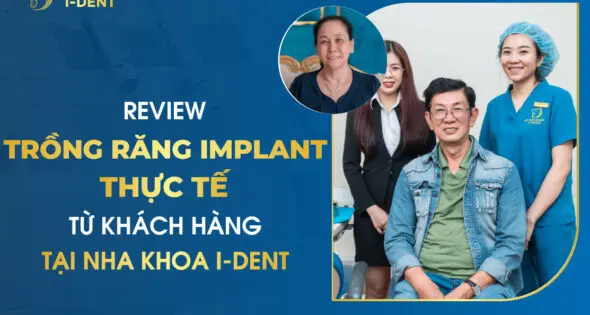 I-DENT
REVIEW
TRỒNG RĂNG IMPLANT
THỰC TẾ
TỪ KHÁCH HÀNG
TẠI NHA KHOA I-DENT